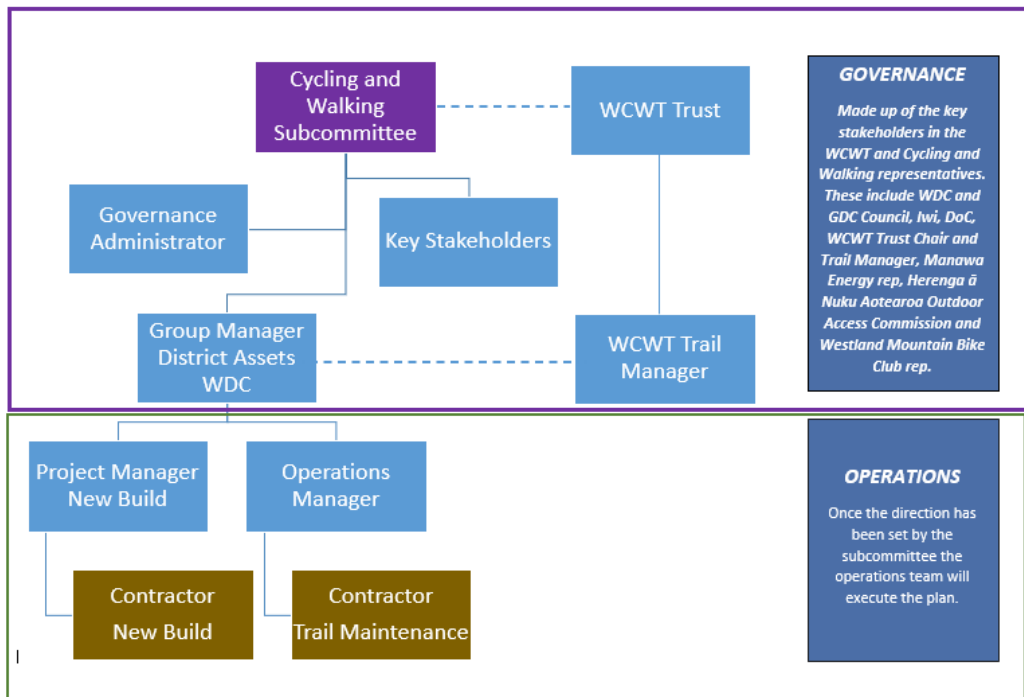 Cycling and
Walking
Subcommittee
WCWT Trust
Governance
Administrator
Key Stakeholders
Group Manager
District Assets
WDC
WCWT Trail
Manager
GOVERNANCE
Made up of the key
stakeholders in the
WCWT and Cycling and
Walking representatives.
These include WDC and
GDC Council, Iwi, DoC,
WCWT Trust Chair and
Trail Manager, Manawa
Energy rep, Herenga ā
Nuku Aotearoa Outdoor
Access Commission and
Westland Mountain Bike
Club rep.
Project Manager
New Build
Operations
Manager
Contractor
New Build
Contractor
Trail Maintenance
OPERATIONS
Once the direction has
been set by the
subcommittee the
operations team will
execute the plan.